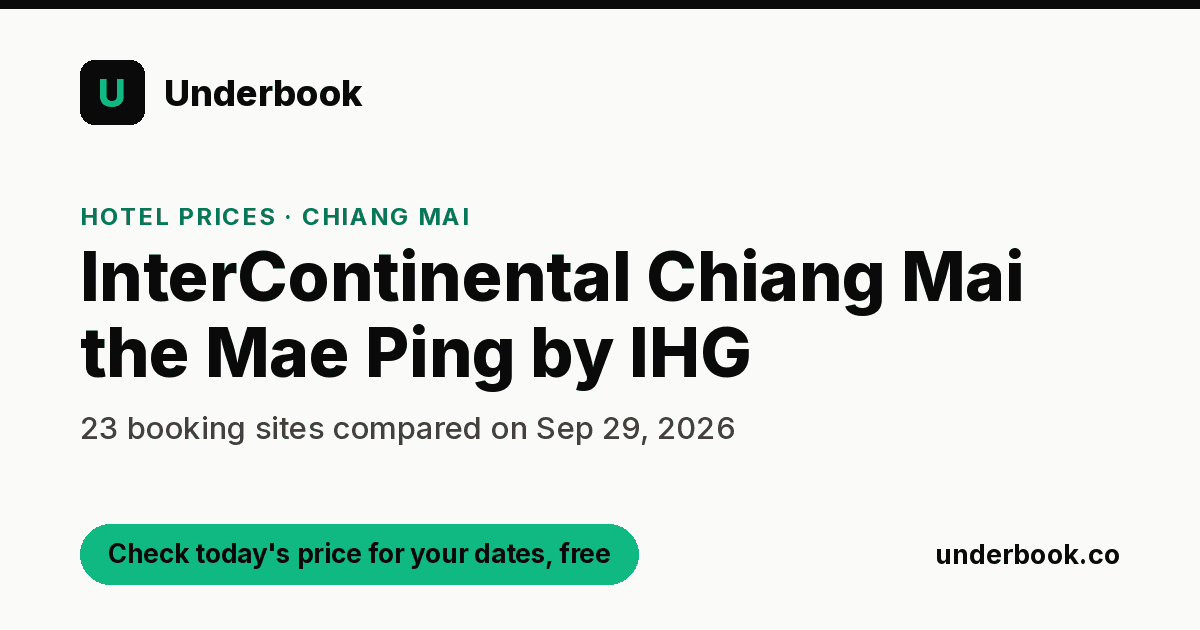 U
Underbook
HOTEL PRICES · CHIANG MAI
InterContinental Chiang Mai
the Mae Ping by IHG
23 booking sites compared on Sep 29, 2026
Check today's price for your dates, free
underbook.co